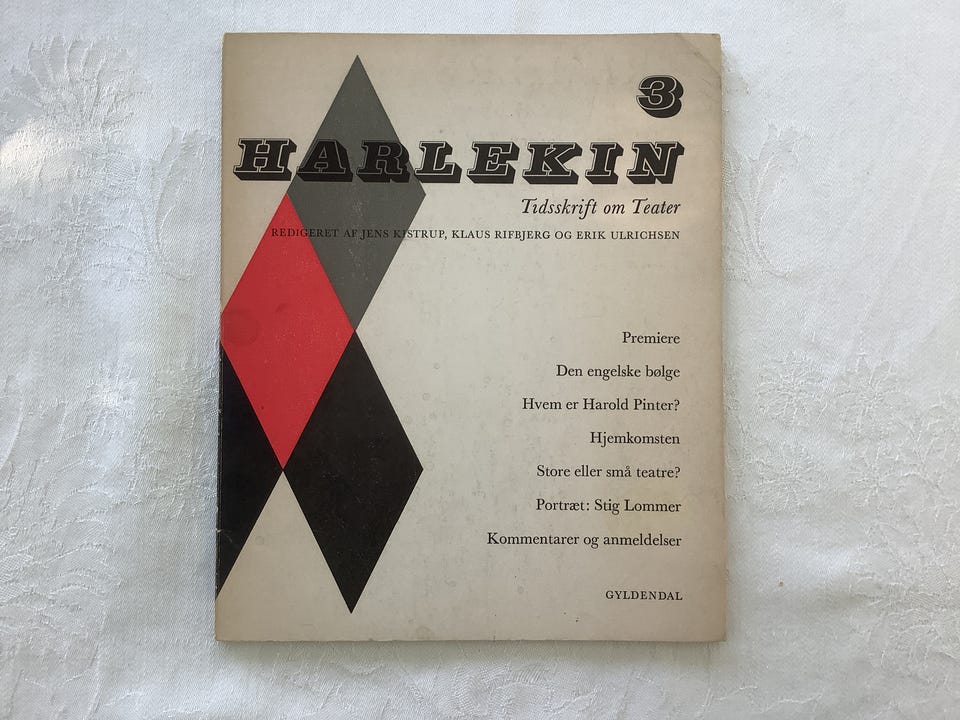 3
HARLEKIN
Tidsskrift om Teater
REDIGERET AF JENS KISTRUP, KLAUS RIFBJERG OG ERIK ULRICHSEN
Premiere
Den engelske bølge
Hvem er Harold Pinter?
Hjemkomsten
Store eller små teatre?
Portræt: Stig Lommer
Kommentarer og anmeldelser
GYLDENDAL